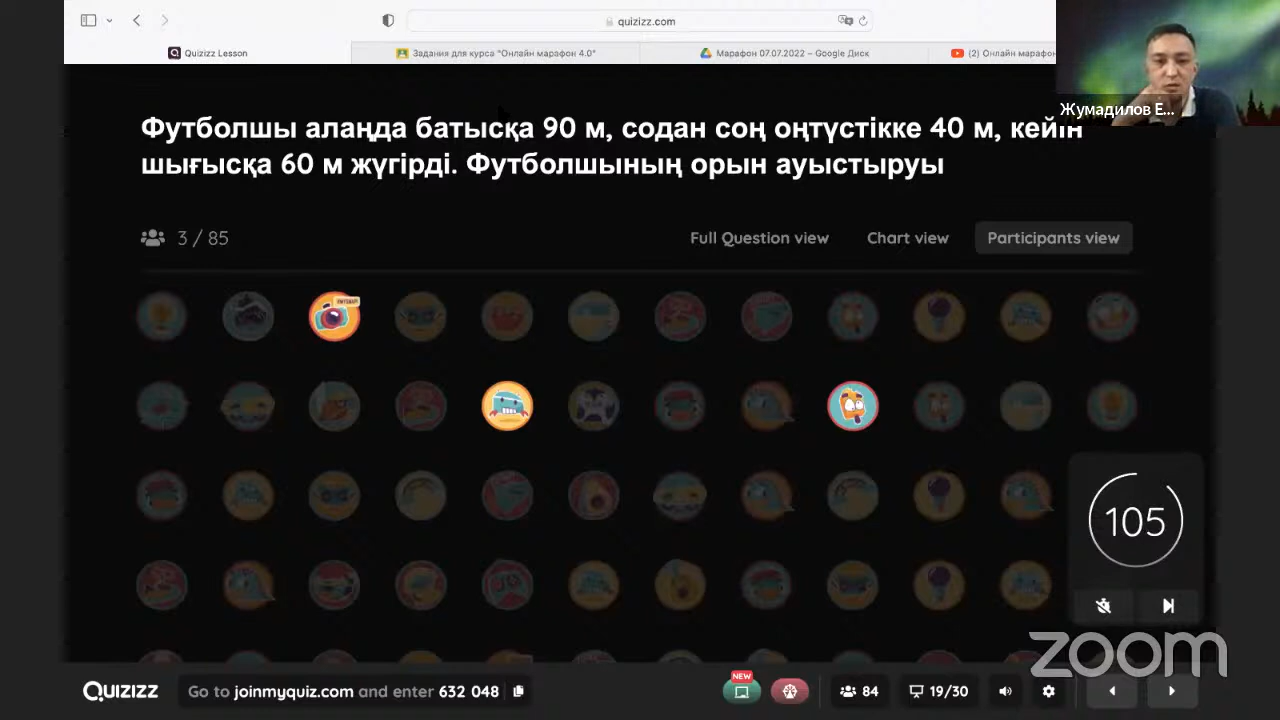 quizizz.com
Quizizz Lesson
Задания для курса "Онлайн марафон 4.0"
Марафон 07.07.2022 – Google Диск
(2) Онлайн марафон
Жумадилов Е...
Футболшы алаңда батысқа 90 м, содан соң оңтүстікке 40 м, кейін
шығысқа 60 м жүгірді. Футболшының орын ауыстыруы
3 / 85
Full Question view
Chart view
Participants view
105
zoom
QUIZIZZ
Go to joinmyquiz.com and enter 632 048
NEW
84
19/30